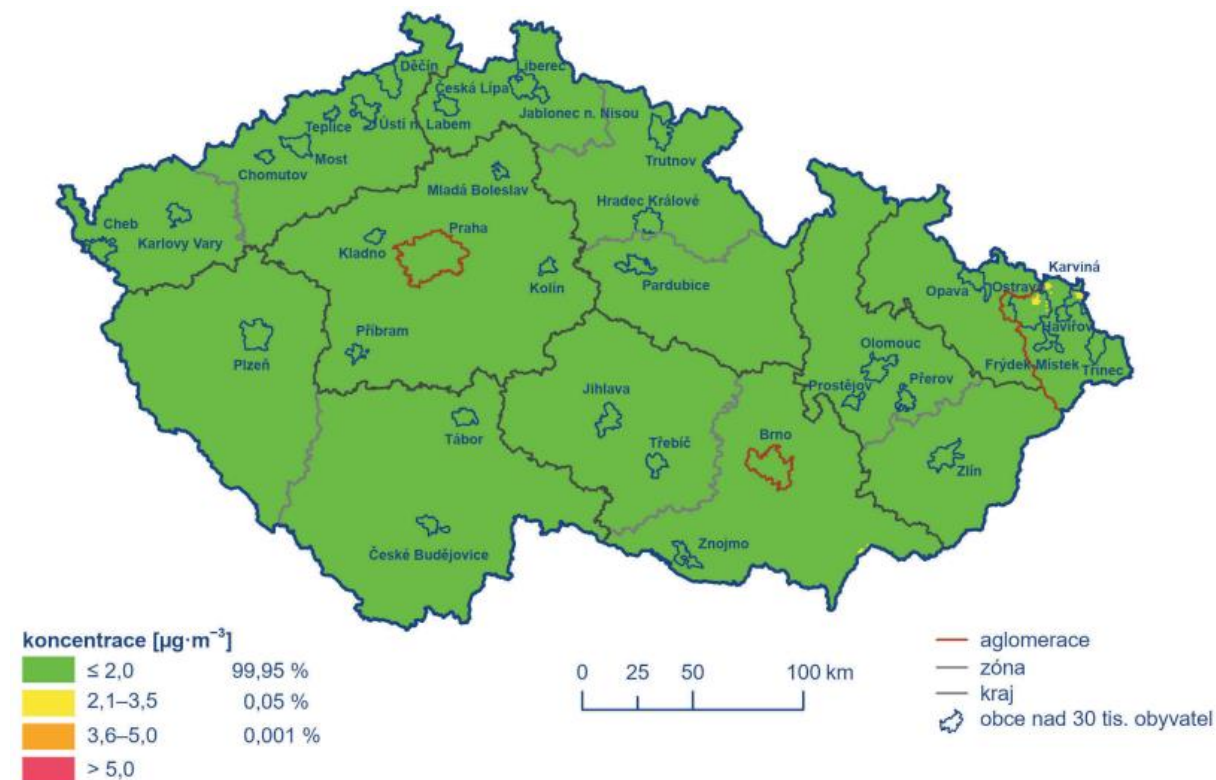 Děčín
Liberec
Česká Lípa
Jablonec n. Nisou
Teplice
Ústí n. Labem
Most
Chomutov
Trutnov
Mladá Boleslav
Hradec Králové
Cheb
Karlovy Vary
Praha
Kladno
Kolín
Pardubice
Karviná
Opava
Ostrava
Havířov
Příbram
Plzeň
Olomouc
Frýdek Místek
Třinec
Prostějov
Přerov
Jihlava
Tábor
Třebíč
Brno
Zlín
České Budějovice
Znojmo
koncentrace [µg·m⁻³]
≤ 2,0 99,95 %
2,1–3,5 0,05 %
3,6–5,0 0,001 %
> 5,0
0 25 50 100 km
aglomerace
zóna
kraj
obce nad 30 tis. obyvatel